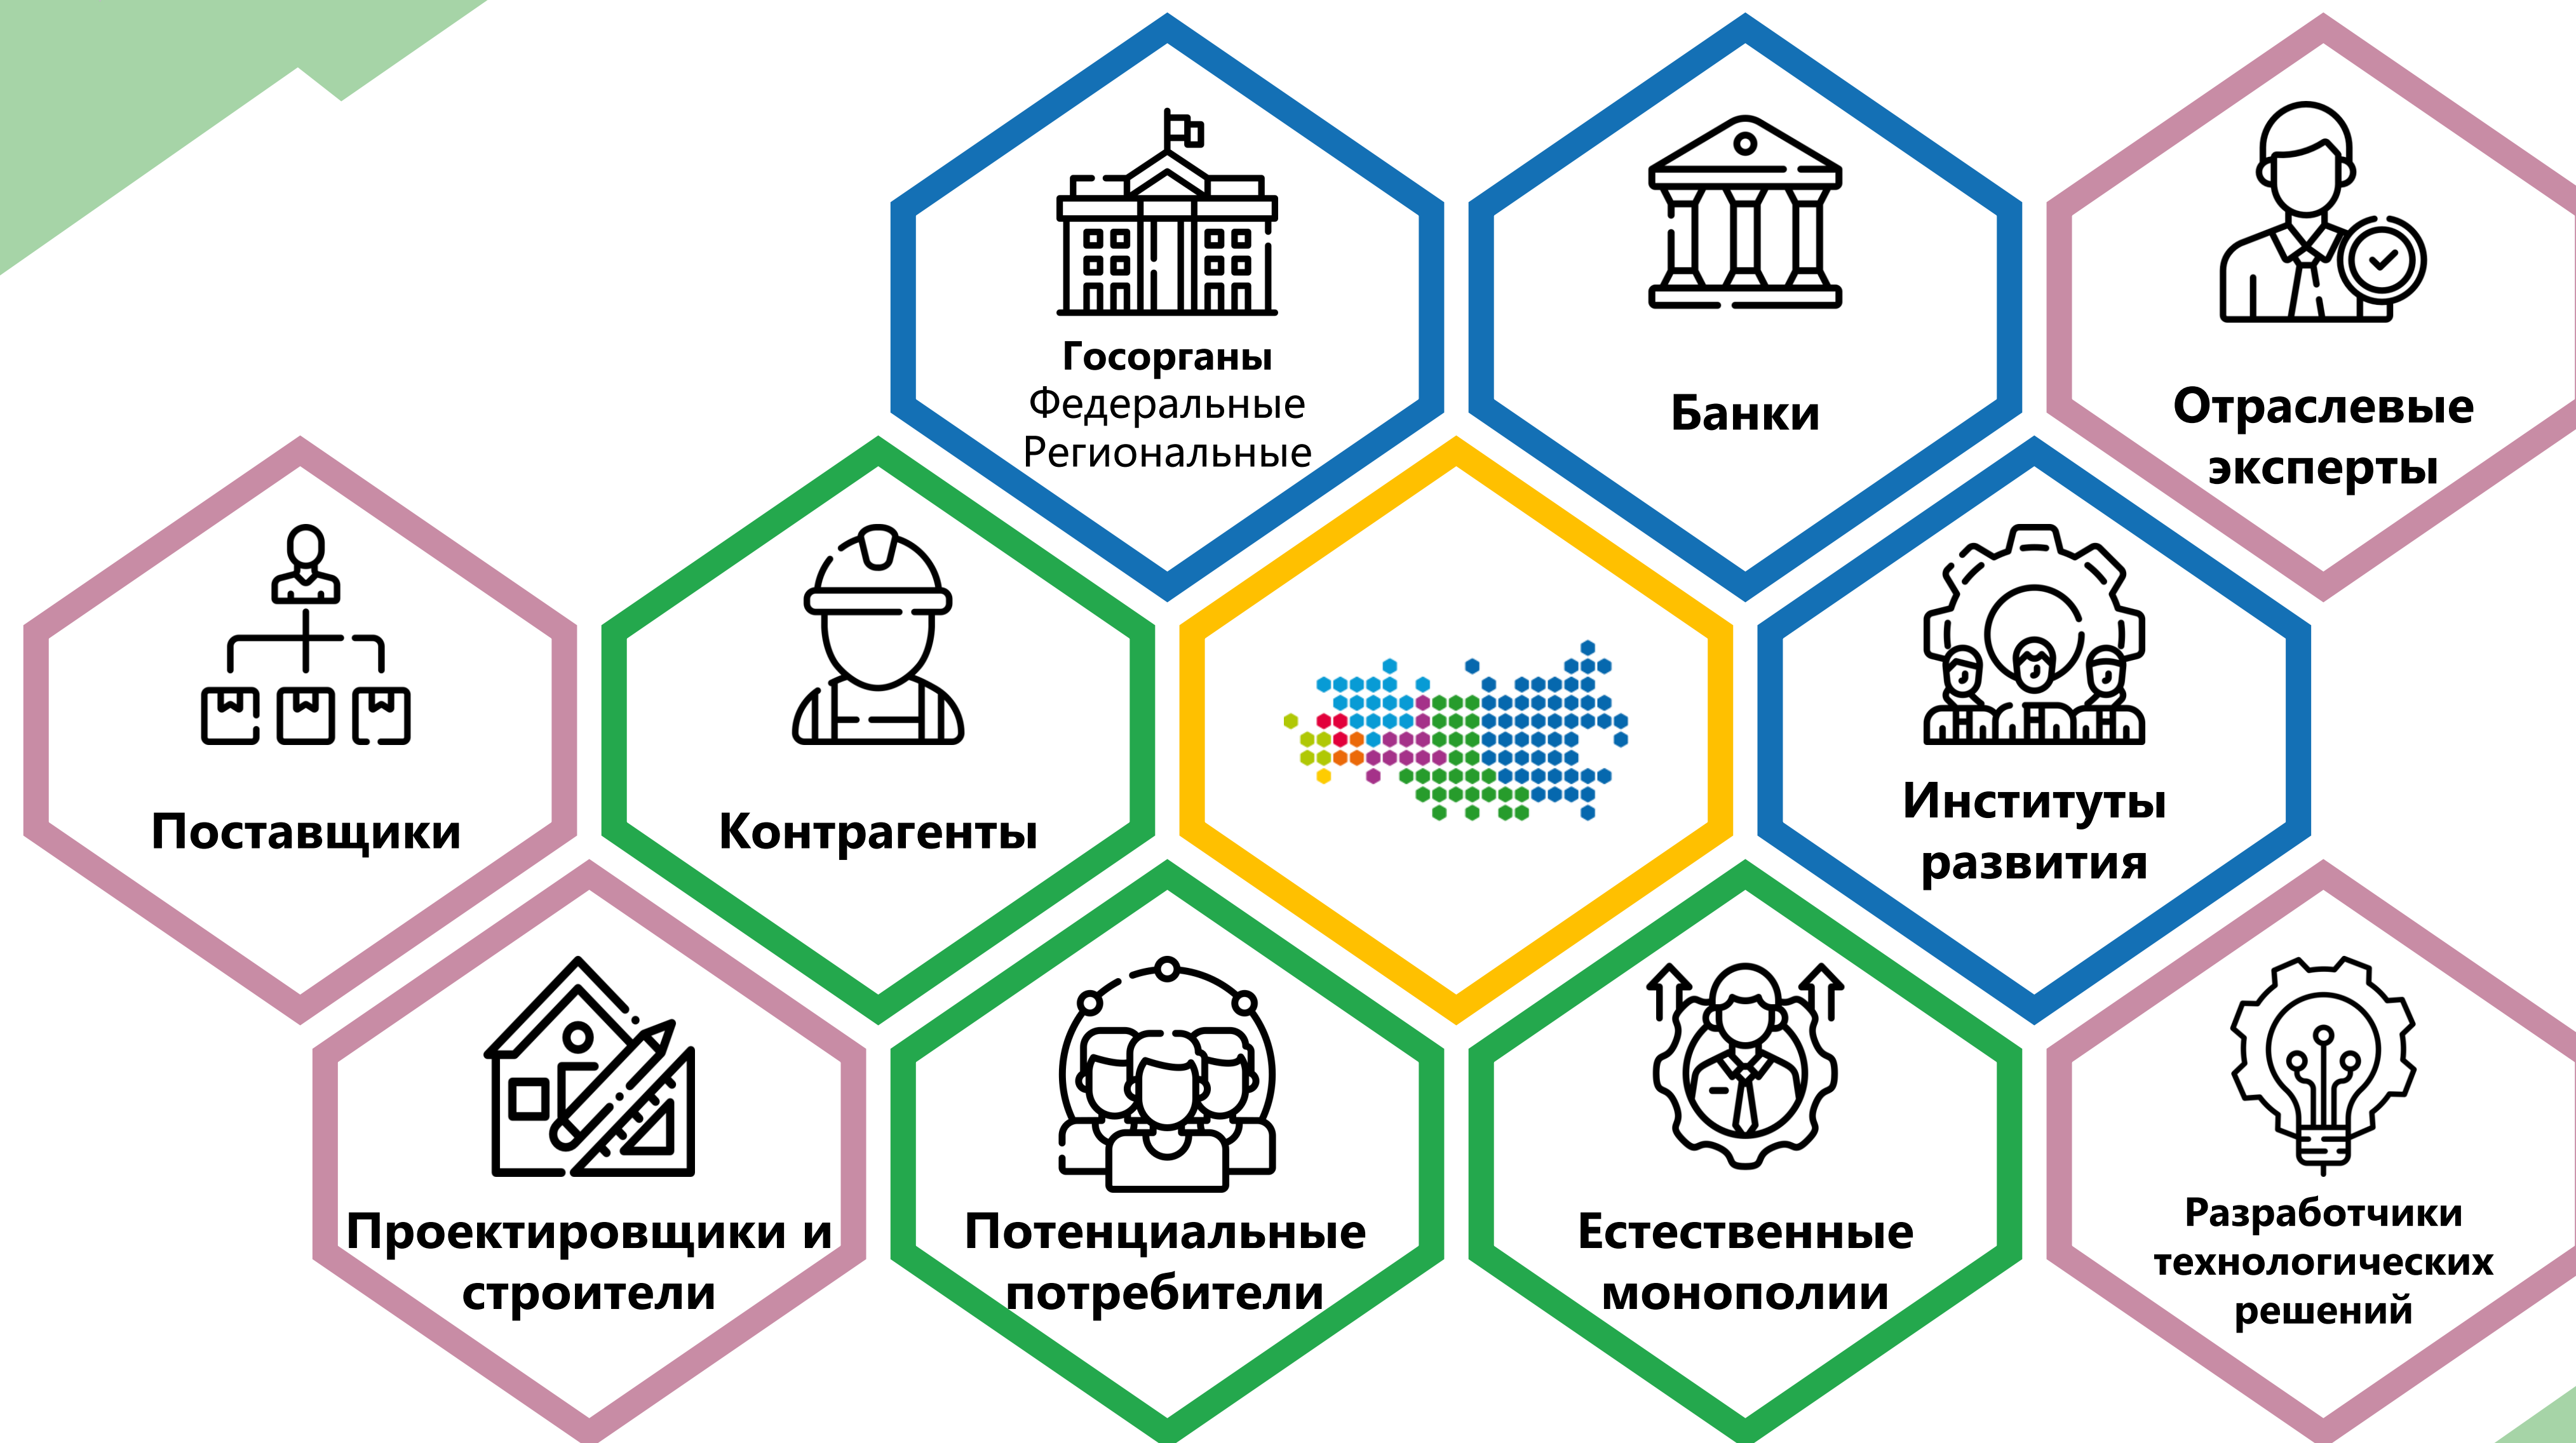 Госорганы
Федеральные
Региональные
Банки
Отраслевые
эксперты
Поставщики
Контрагенты
Институты
развития
Проектировщики и
строители
Потенциальные
потребители
Естественные
монополии
Разработчики
технологических
решений